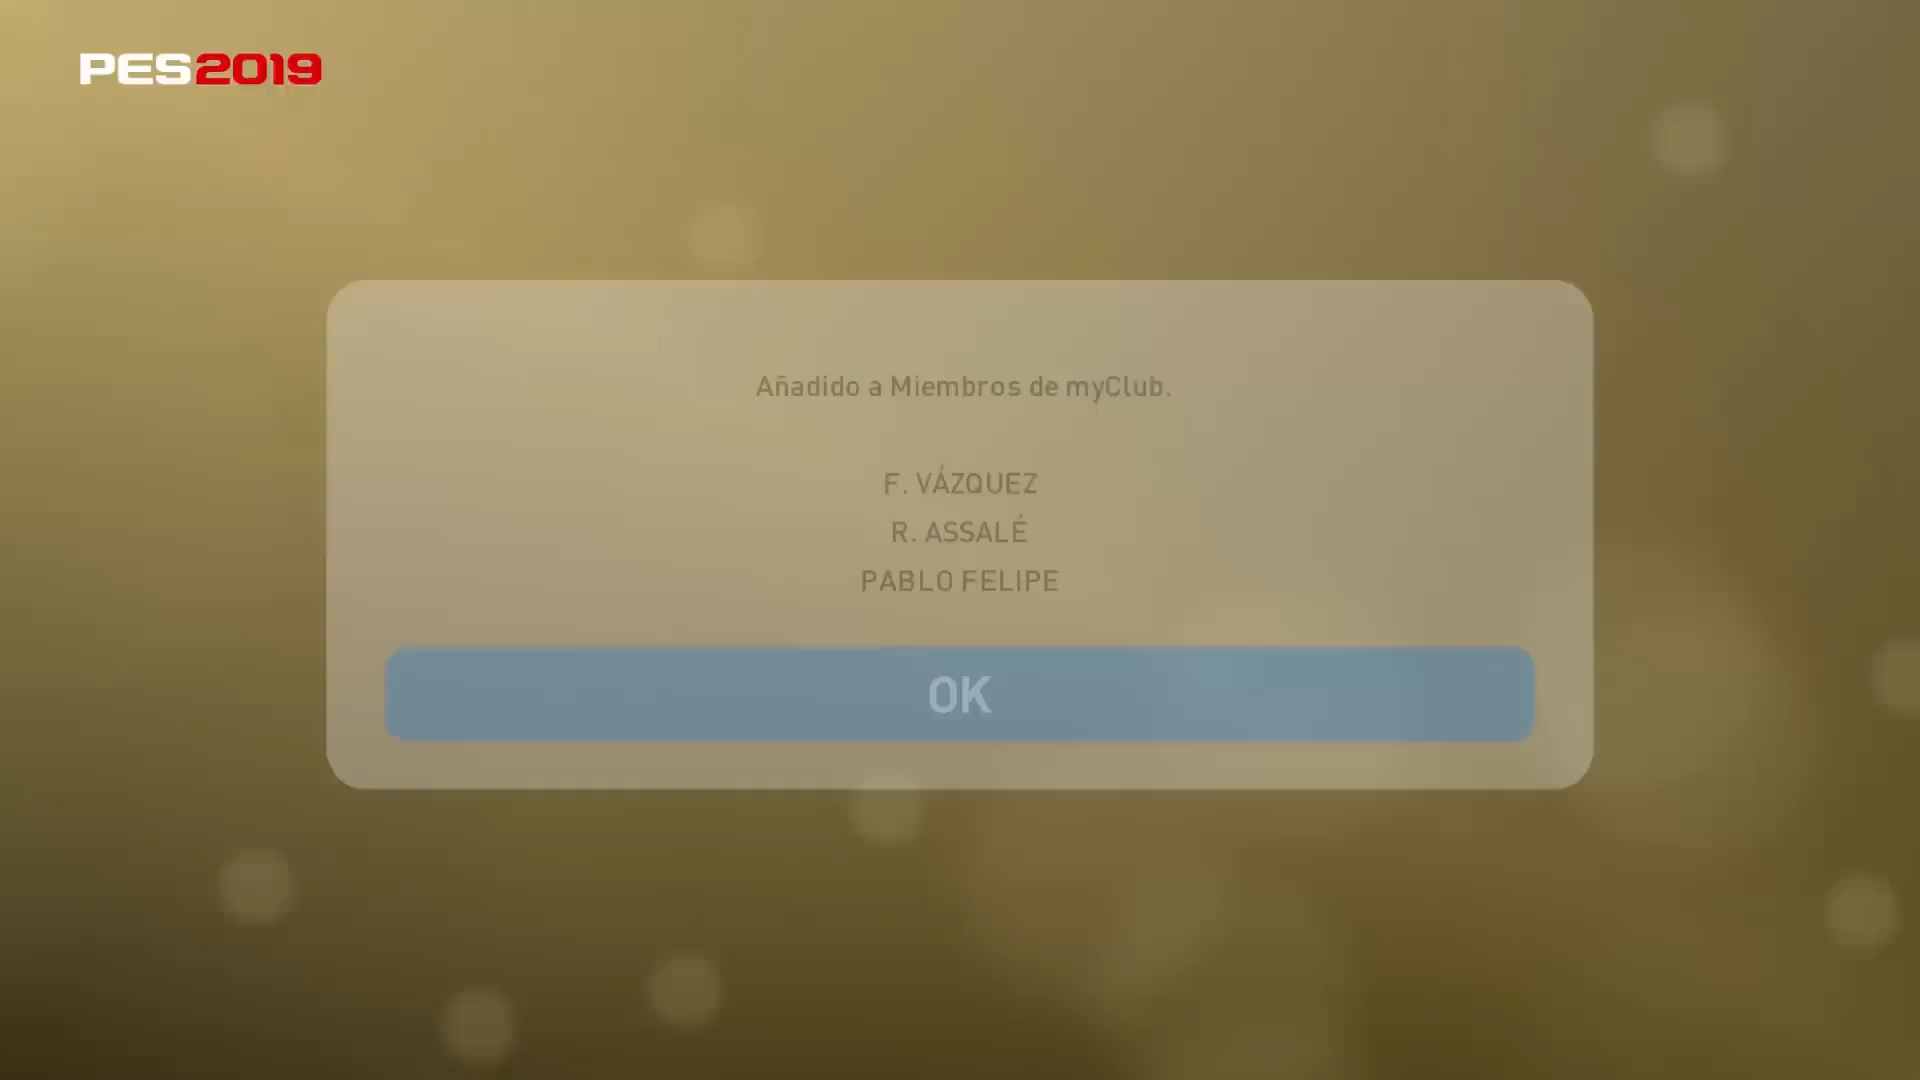 PES2019
Añadido a Miembros de myClub.
F. VÁZQUEZ
R. ASSALÉ
PABLO FELIPE
OK